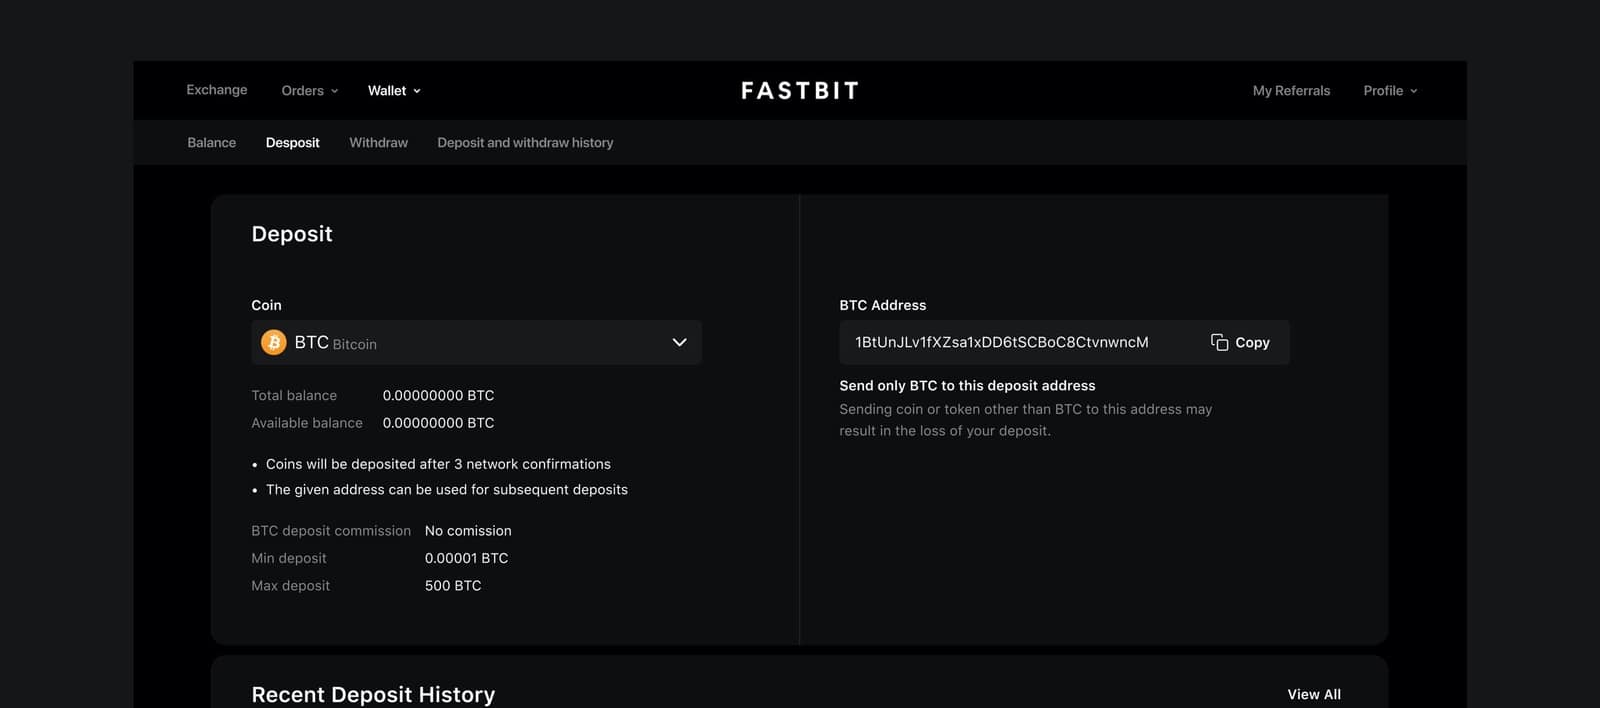 Exchange Orders Wallet FASTBIT My Referrals Profile
Balance Desposit Withdraw Deposit and withdraw history
Deposit
Coin
BTC Bitcoin
Total balance 0.00000000 BTC
Available balance 0.00000000 BTC
• Coins will be deposited after 3 network confirmations
• The given address can be used for subsequent deposits
BTC deposit commission No comission
Min deposit 0.00001 BTC
Max deposit 500 BTC
BTC Address
1BtUnJLv1fXZsa1xDD6tSCBoC8CtvnwncM Copy
Send only BTC to this deposit address
Sending coin or token other than BTC to this address may
result in the loss of your deposit.
Recent Deposit History View All